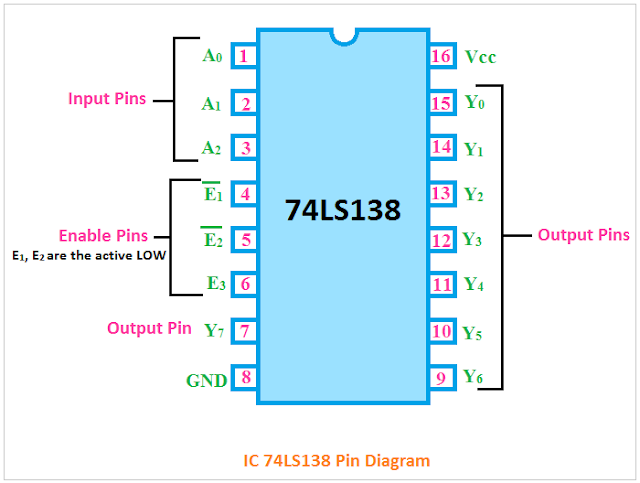 A0 1
A1 2
A2 3
Input Pins
E̅1̅ 4
E̅2̅ 5
E3 6
Enable Pins
E1, E2 are the active LOW
Output Pin Y7 7
GND 8
74LS138
16 Vcc
15 Y0
14 Y1
13 Y2
12 Y3
11 Y4
10 Y5
9 Y6
Output Pins
IC 74LS138 Pin Diagram